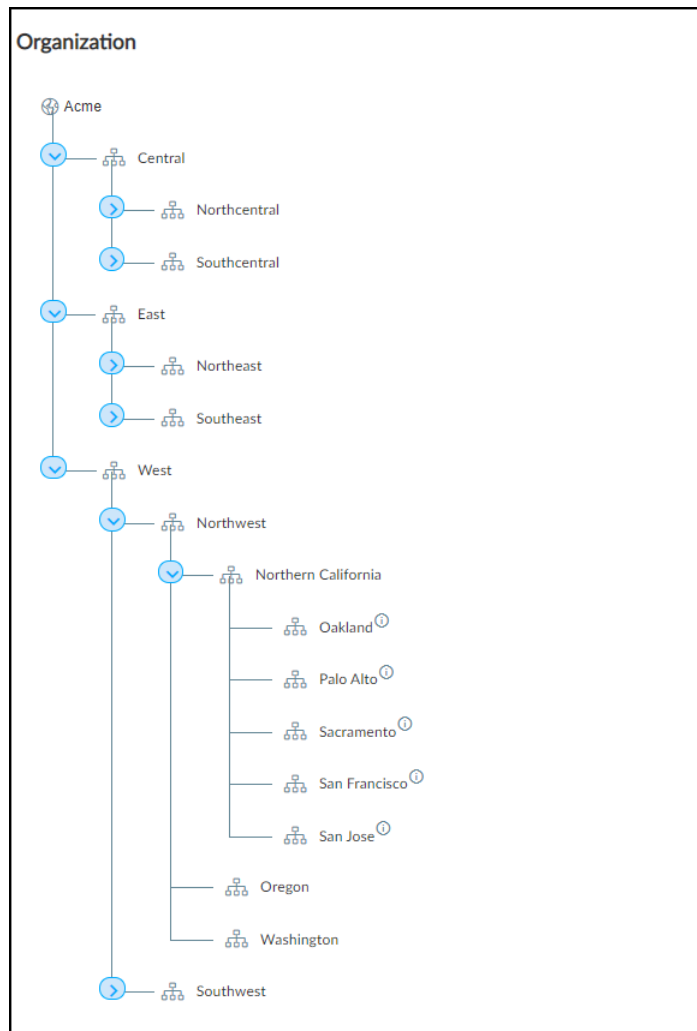 Organization
Acme
Central
Northcentral
Southcentral
East
Northeast
Southeast
West
Northwest
Northern California
Oakland
Palo Alto
Sacramento
San Francisco
San Jose
Oregon
Washington
Southwest